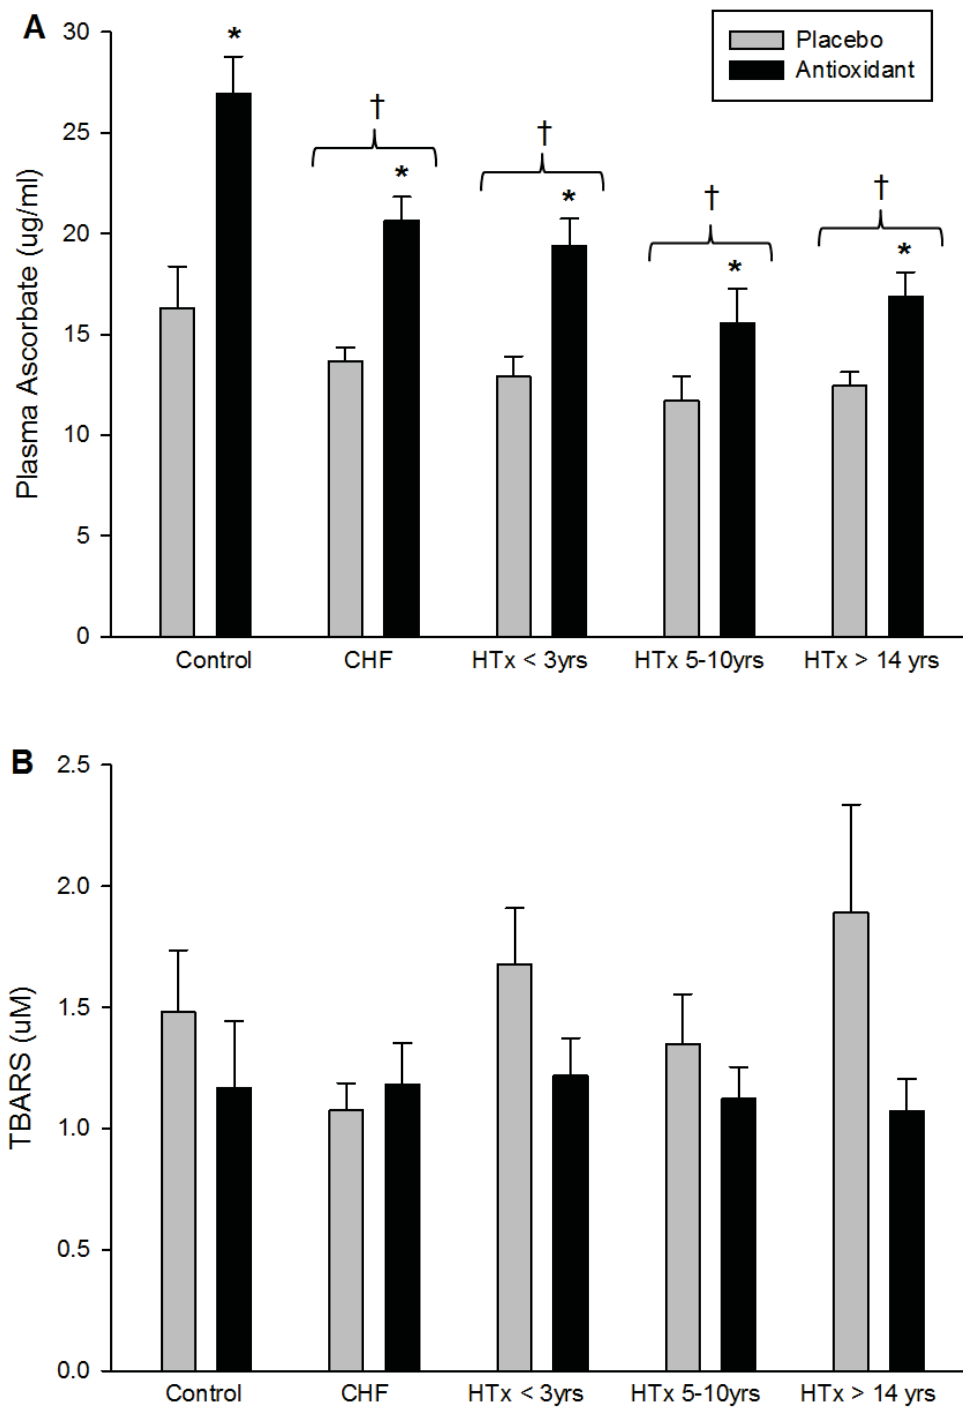 A
Placebo
Antioxidant
30
25
20
15
10
5
0
Plasma Ascorbate (ug/ml)
*
†
*
†
*
†
*
†
*
Control CHF HTx < 3yrs HTx 5-10yrs HTx > 14 yrs
B
2.5
2.0
1.5
1.0
0.5
0.0
TBARS (uM)
Control CHF HTx < 3yrs HTx 5-10yrs HTx > 14 yrs